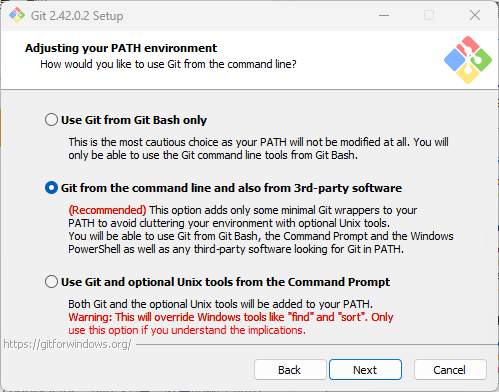 Git 2.42.0.2 Setup
Adjusting your PATH environment
How would you like to use Git from the command line?
Use Git from Git Bash only
This is the most cautious choice as your PATH will not be modified at all. You will
only be able to use the Git command line tools from Git Bash.
Git from the command line and also from 3rd-party software
(Recommended) This option adds only some minimal Git wrappers to your
PATH to avoid cluttering your environment with optional Unix tools.
You will be able to use Git from Git Bash, the Command Prompt and the Windows
PowerShell as well as any third-party software looking for Git in PATH.
Use Git and optional Unix tools from the Command Prompt
Both Git and the optional Unix tools will be added to your PATH.
Warning: This will override Windows tools like "find" and "sort". Only
use this option if you understand the implications.
https://gitforwindows.org/
Back
Next
Cancel